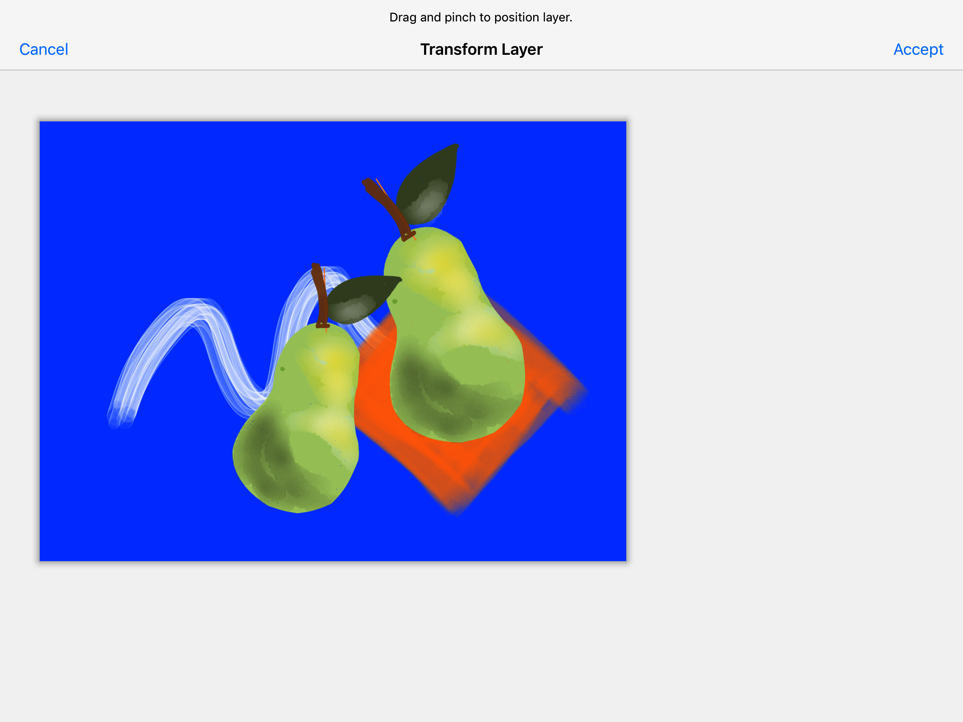 Drag and pinch to position layer.
Cancel
Transform Layer
Accept